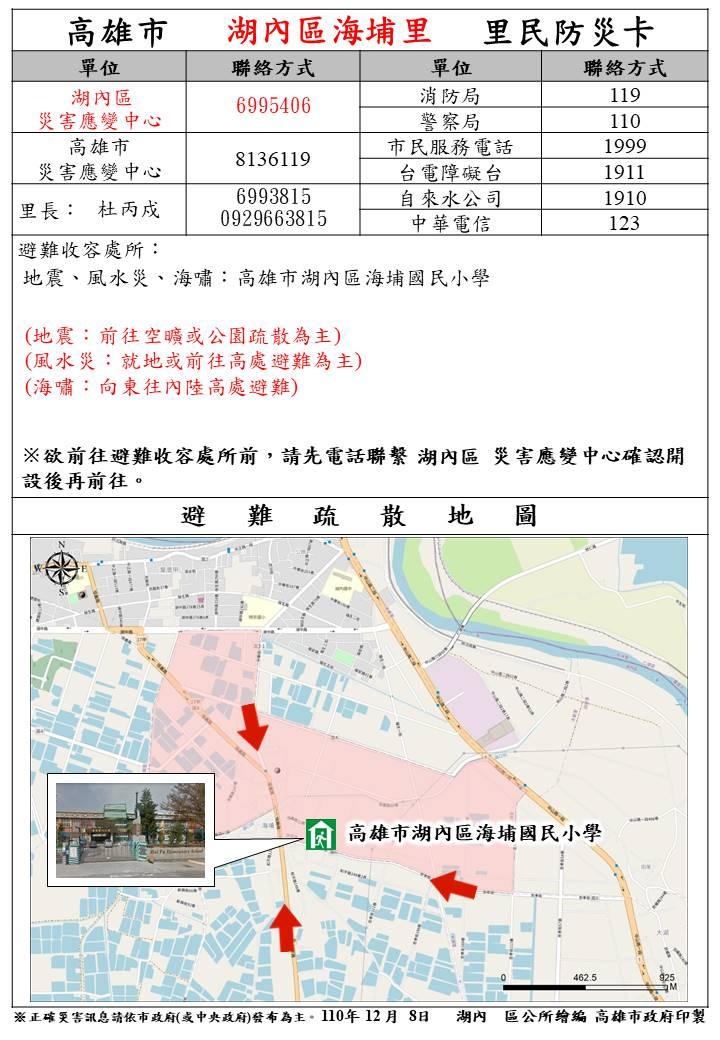 高雄市 湖內區海埔里 里民防災卡
單位 聯絡方式 單位 聯絡方式
湖內區
災害應變中心 6995406 消防局 119
警察局 110
高雄市
災害應變中心 8136119 市民服務電話 1999
台電障礙台 1911
里長： 杜丙戌 6993815
0929663815 自來水公司 1910
中華電信 123
避難收容處所：
地震、風水災、海嘯：高雄市湖內區海埔國民小學
(地震：前往空曠或公園疏散為主)
(風水災：就地或前往高處避難為主)
(海嘯：向東往內陸高處避難)
※欲前往避難收容處所前，請先電話聯繫 湖內區 災害應變中心確認開
設後再前往。
避 難 疏 散 地 圖
N
W E
S
海埔
大湖
Hai Pu Elementary School
高雄市湖內區海埔國民小學
0 462.5 925
M
※正確災害訊息請依市政府(或中央政府)發布為主。110年 12月 8日 湖內 區公所繪編 高雄市政府印製